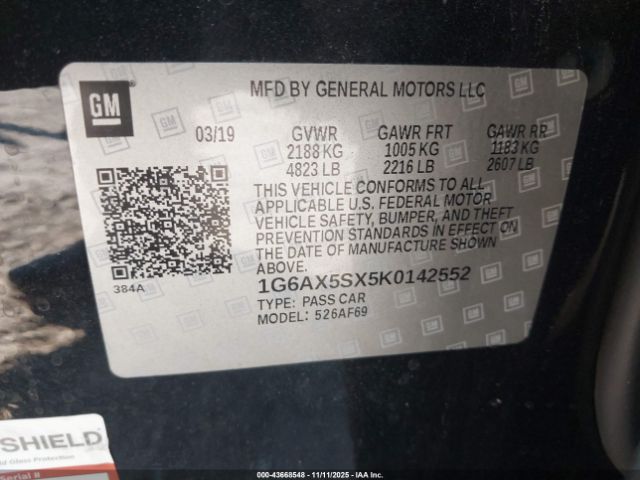 GM
MFD BY GENERAL MOTORS LLC
03/19 GVWR GAWR FRT GAWR RR
2188 KG 1005 KG 1183 KG
4823 LB 2216 LB 2607 LB
THIS VEHICLE CONFORMS TO ALL
APPLICABLE U.S. FEDERAL MOTOR
VEHICLE SAFETY, BUMPER, AND THEFT
PREVENTION STANDARDS IN EFFECT ON
THE DATE OF MANUFACTURE SHOWN
ABOVE.
384A
1G6AX5SX5K0142552
TYPE: PASS CAR
MODEL: 526AF69
SHIELD
Glass Protection
Serial #
000-43668548 - 11/11/2025 - IAA Inc.